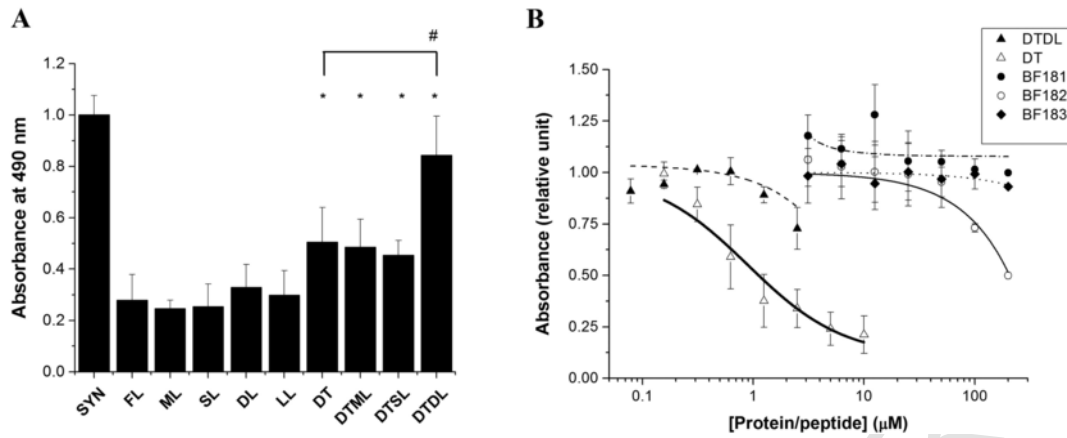 A
B
#
* * * *
Absorbance at 490 nm
1.2
1.0
0.8
0.6
0.4
0.2
0.0
SYN FL ML SL DL LL DT DTML DTSL DTDL
DTDL
DT
BF181
BF182
BF183
Absorbance (relative unit)
1.50
1.25
1.00
0.75
0.50
0.25
0.00
0.1 1 10 100
[Protein/peptide] (μM)